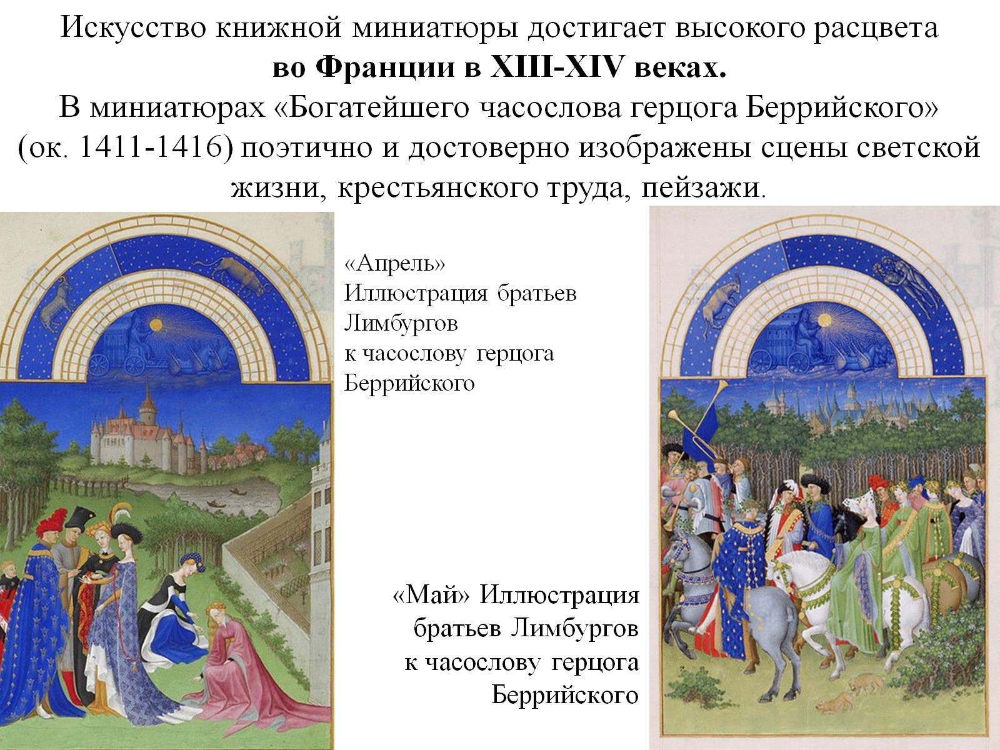 Искусство книжной миниатюры достигает высокого расцвета
во Франции в XIII-XIV веках.
В миниатюрах «Богатейшего часослова герцога Беррийского»
(ок. 1411-1416) поэтично и достоверно изображены сцены светской
жизни, крестьянского труда, пейзажи.
«Апрель»
Иллюстрация братьев
Лимбургов
к часослову герцога
Беррийского
«Май» Иллюстрация
братьев Лимбургов
к часослову герцога
Беррийского